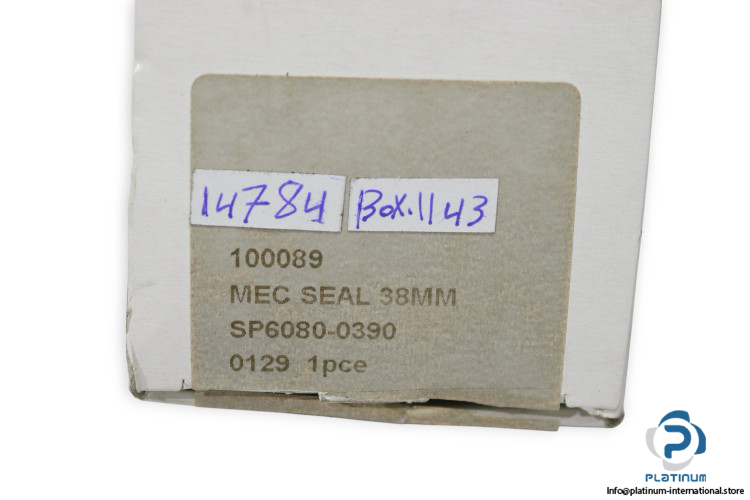 14784 Box.1143
100089
MEC SEAL 38MM
SP6080-0390
0129 1pce
PLATINUM
Info@platinum-international.store